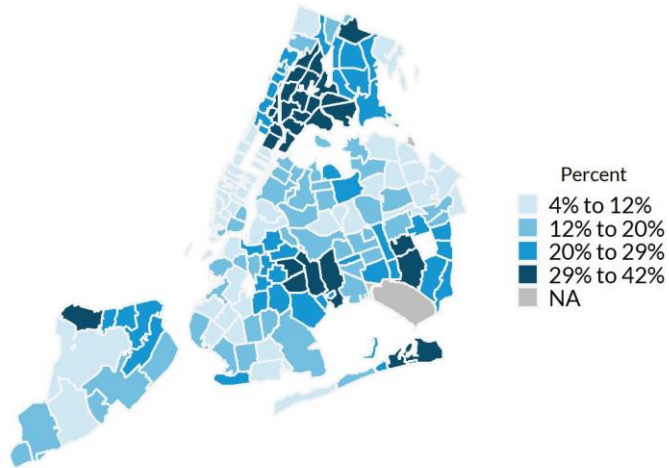 Percent
4% to 12%
12% to 20%
20% to 29%
29% to 42%
NA